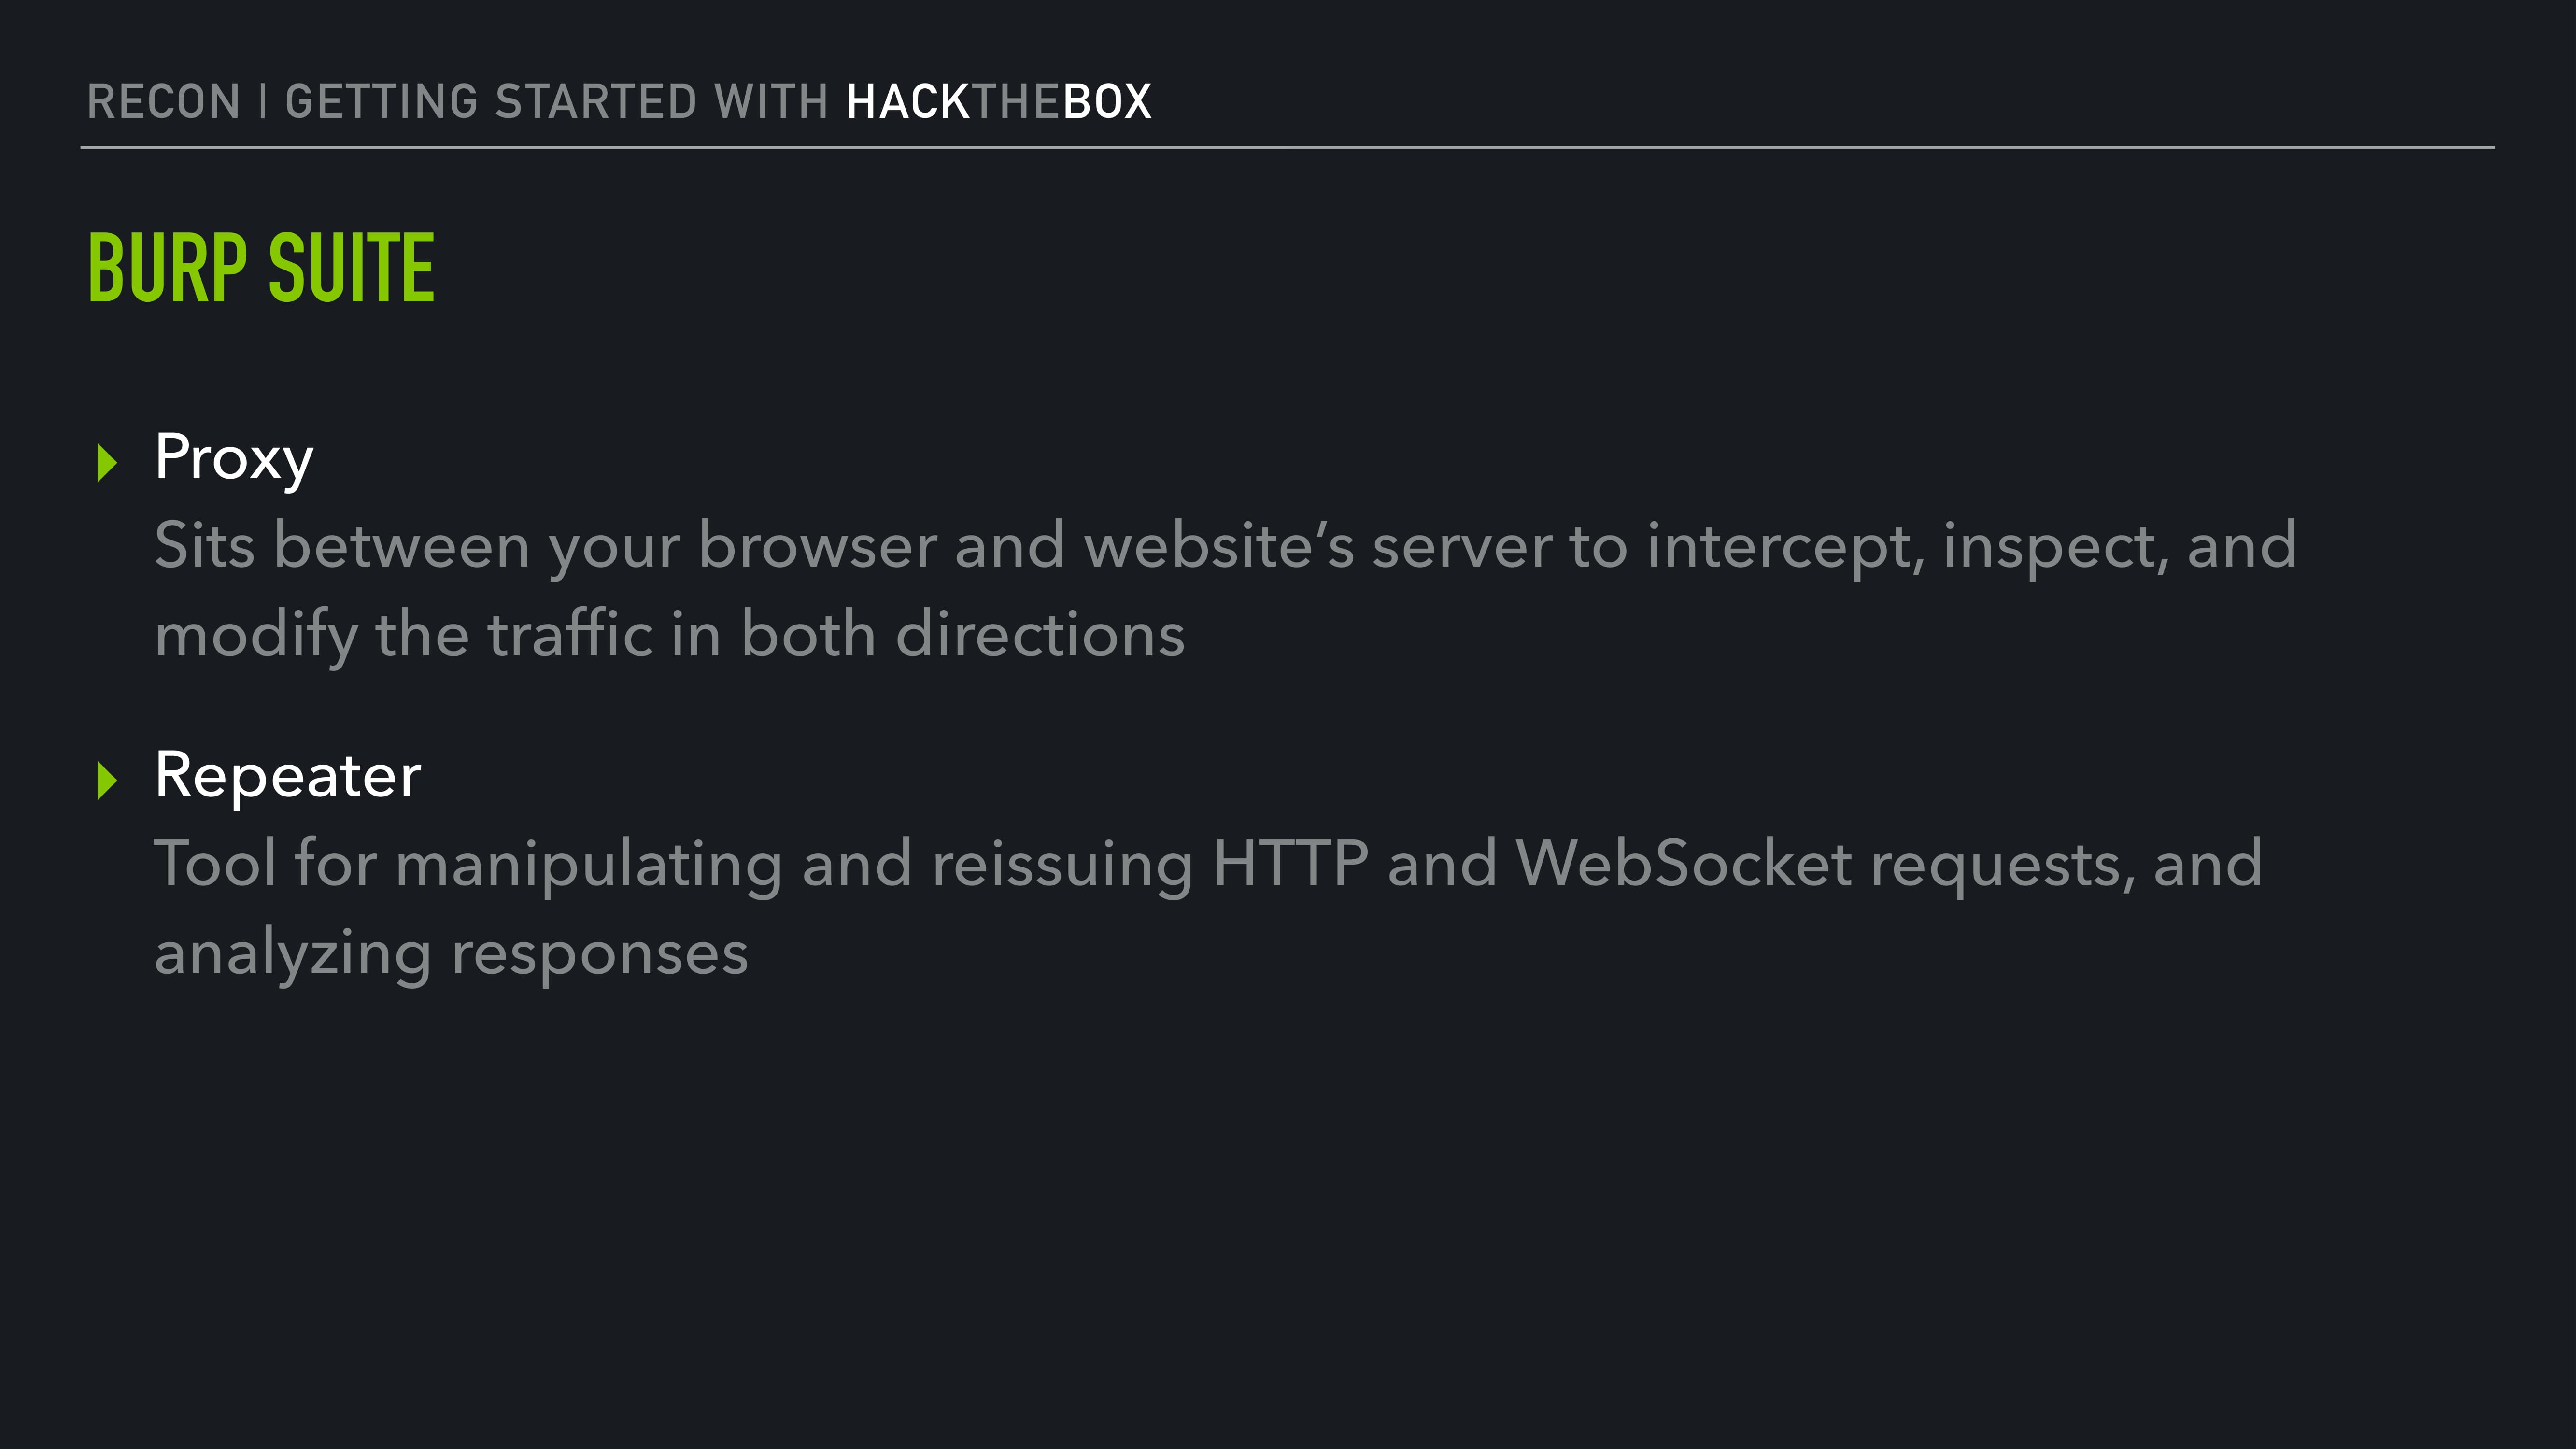 RECON | GETTING STARTED WITH HACKTHEBOX
BURP SUITE
Proxy
Sits between your browser and website’s server to intercept, inspect, and
modify the traffic in both directions
Repeater
Tool for manipulating and reissuing HTTP and WebSocket requests, and
analyzing responses